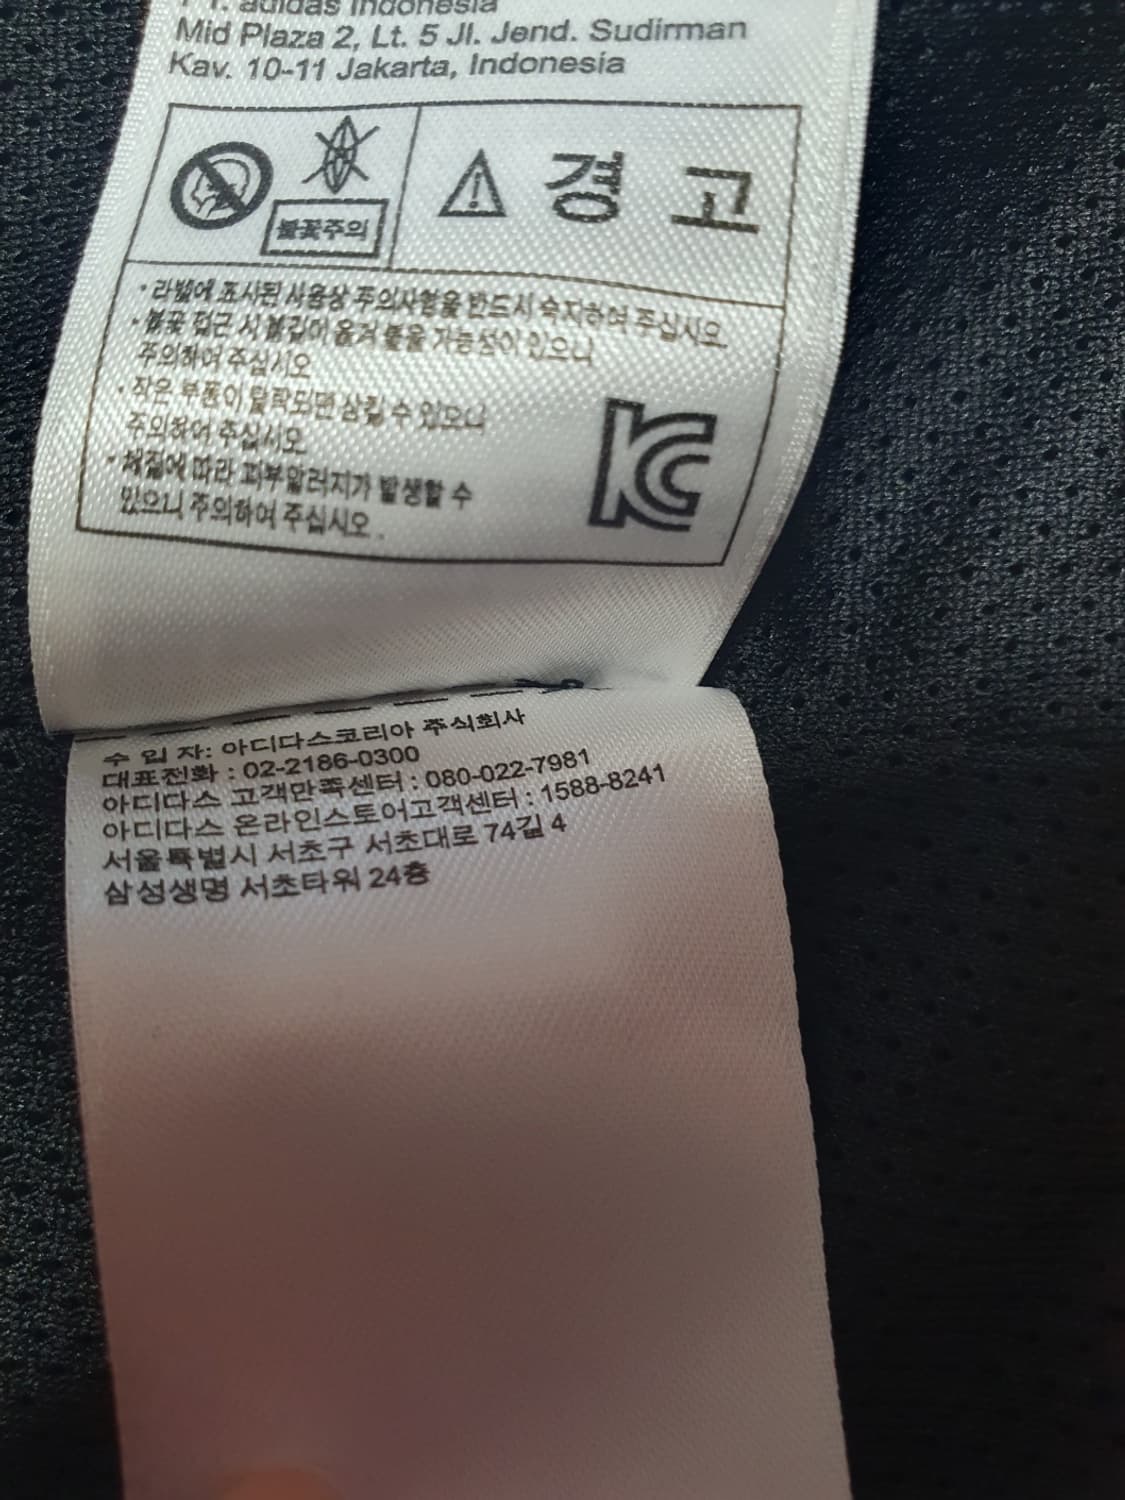 PT. adidas Indonesia
Mid Plaza 2, Lt. 5 Jl. Jend. Sudirman
Kav. 10-11 Jakarta, Indonesia
불꽃주의
경 고
· 라벨에 표시된 사용상 주의사항을 반드시 숙지하여 주십시오.
· 불꽃 접근 시 불길이 옮겨 붙을 가능성이 있으니
주의하여 주십시오
· 작은 부품이 탈락되면 삼킬 수 있으니
주의하여 주십시오.
· 체질에 따라 피부알러지가 발생할 수
있으니 주의하여 주십시오.
수 입 자: 아디다스코리아 주식회사
대표전화 : 02-2186-0300
아디다스 고객만족센터 : 080-022-7981
아디다스 온라인스토어고객센터 : 1588-8241
서울특별시 서초구 서초대로 74길 4
삼성생명 서초타워 24층